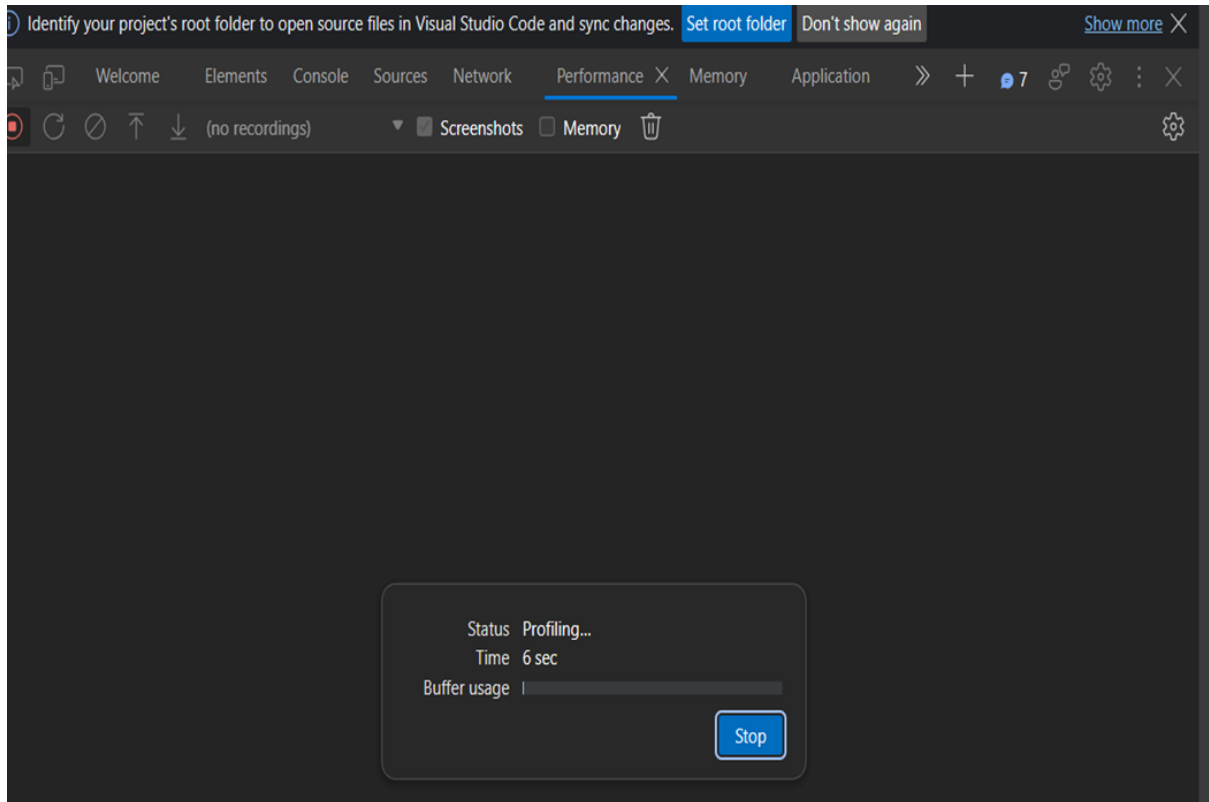 Identify your project's root folder to open source files in Visual Studio Code and sync changes. Set root folder Don't show again Show more
Welcome Elements Console Sources Network Performance Memory Application 7
(no recordings) Screenshots Memory
Status Profiling...
Time 6 sec
Buffer usage
Stop